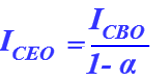 I_CEO = I_CBO / 1- α